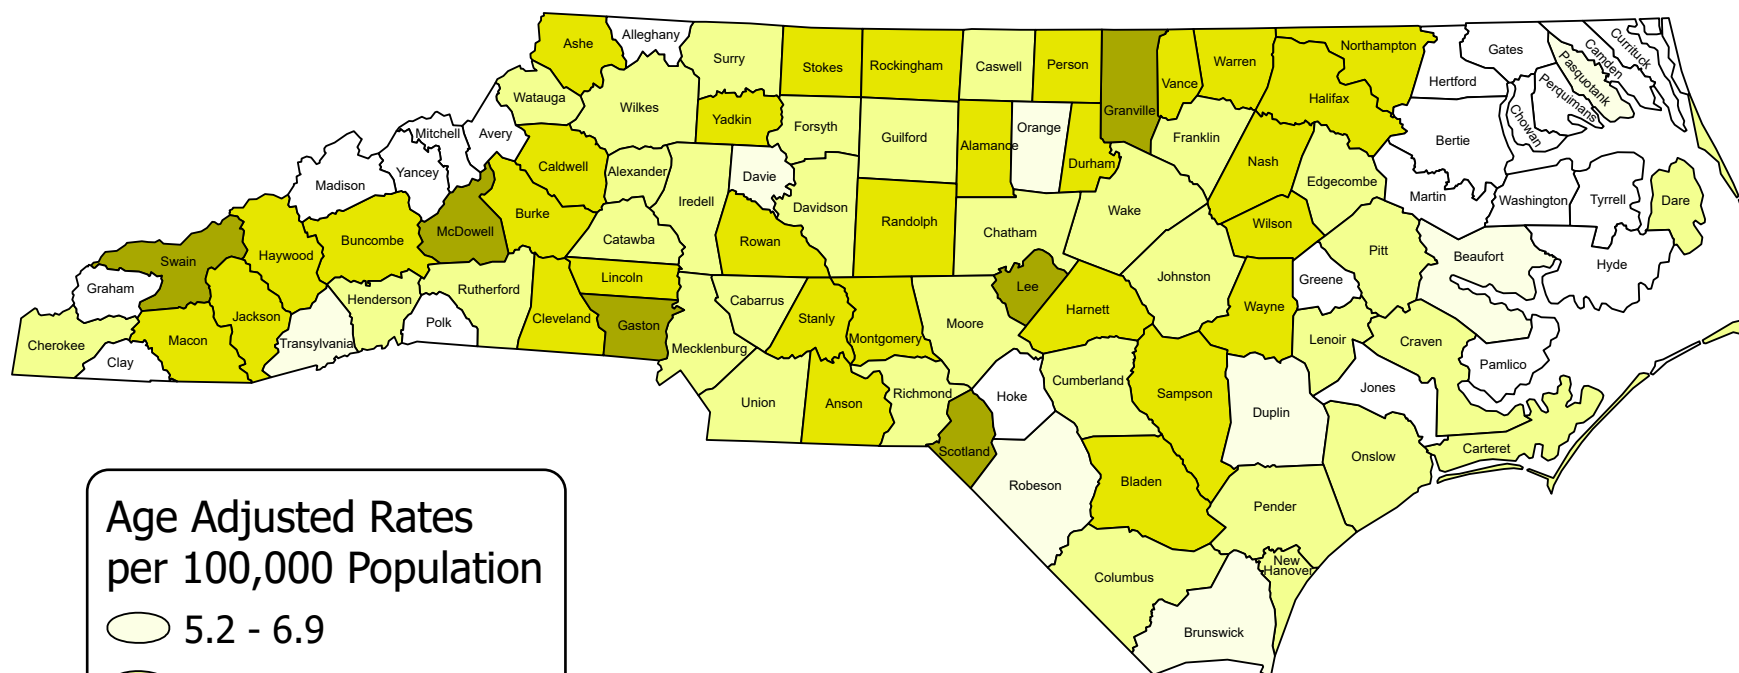 Alleghany
Ashe
Surry
Stokes
Rockingham
Caswell
Person
Granville
Vance
Warren
Northampton
Halifax
Hertford
Gates
Currituck
Camden
Pasquotank
Perquimans
Chowan
Bertie
Watauga
Wilkes
Yadkin
Forsyth
Guilford
Alamance
Orange
Durham
Franklin
Nash
Edgecombe
Martin
Washington
Tyrrell
Dare
Mitchell
Avery
Yancey
Madison
Caldwell
Alexander
Iredell
Davie
Davidson
Randolph
Chatham
Wake
Wilson
Pitt
Beaufort
Hyde
Swain
Haywood
Buncombe
McDowell
Burke
Catawba
Rowan
Lee
Johnston
Greene
Graham
Jackson
Henderson
Rutherford
Lincoln
Cleveland
Gaston
Cabarrus
Stanly
Montgomery
Moore
Harnett
Wayne
Lenoir
Craven
Pamlico
Cherokee
Clay
Macon
Transylvania
Polk
Mecklenburg
Union
Anson
Richmond
Scotland
Hoke
Cumberland
Sampson
Duplin
Jones
Onslow
Carteret
Robeson
Bladen
Pender
Columbus
New
Hanover
Brunswick
Age Adjusted Rates
per 100,000 Population
5.2 - 6.9